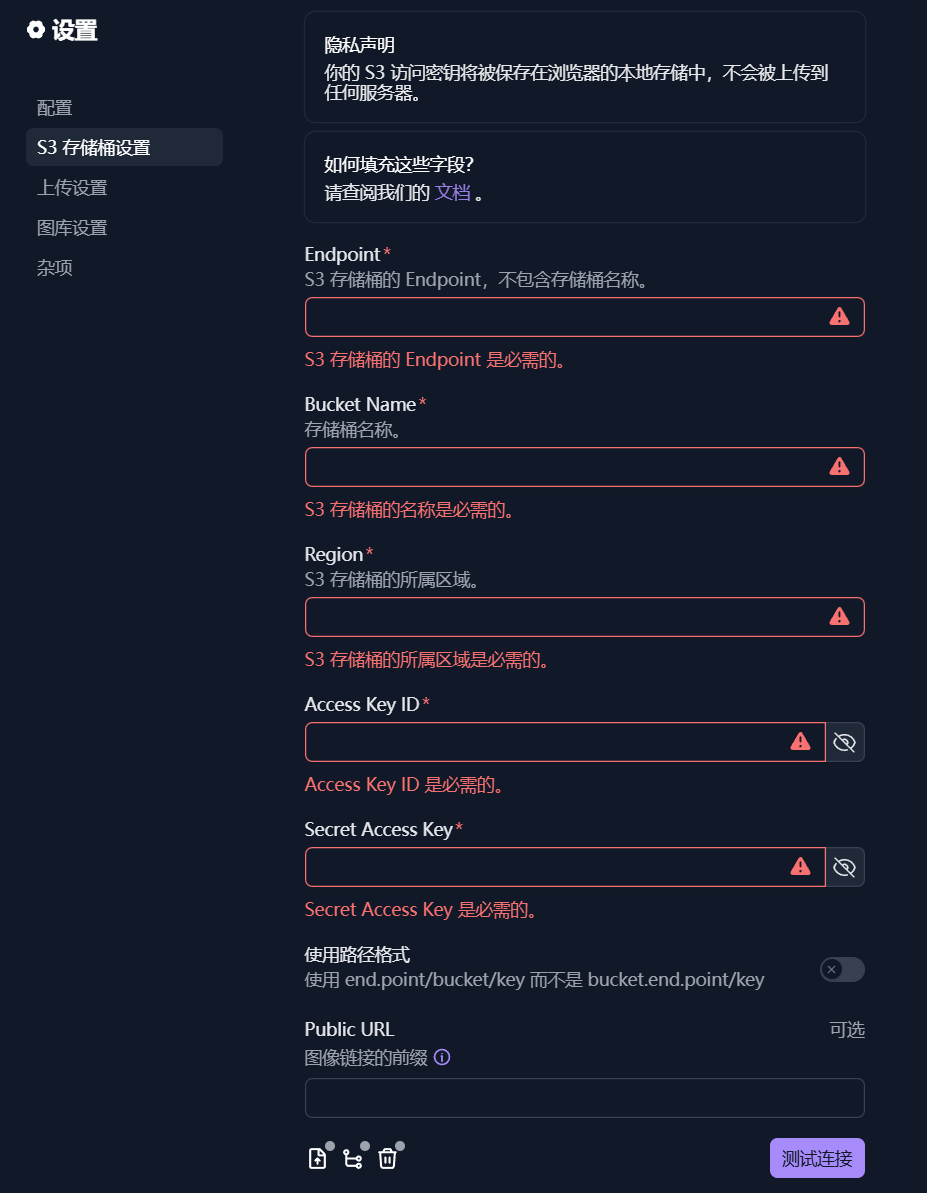 设置
配置
S3 存储桶设置
上传设置
图库设置
杂项
隐私声明
你的 S3 访问密钥将被保存在浏览器的本地存储中，不会被上传到
任何服务器。
如何填充这些字段?
请查阅我们的 文档 。
Endpoint*
S3 存储桶的 Endpoint，不包含存储桶名称。
S3 存储桶的 Endpoint 是必需的。
Bucket Name*
存储桶名称。
S3 存储桶的名称是必需的。
Region*
S3 存储桶的所属区域。
S3 存储桶的所属区域是必需的。
Access Key ID*
Access Key ID 是必需的。
Secret Access Key*
Secret Access Key 是必需的。
使用路径格式
使用 end.point/bucket/key 而不是 bucket.end.point/key
Public URL 可选
图像链接的前缀
测试连接